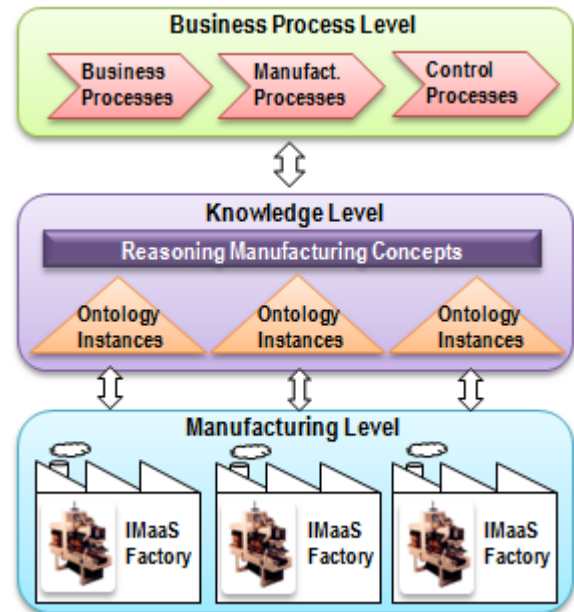 Business Process Level
Business
Processes
Manufact.
Processes
Control
Processes
Knowledge Level
Reasoning Manufacturing Concepts
Ontology
Instances
Ontology
Instances
Ontology
Instances
Manufacturing Level
IMaaS
Factory
IMaaS
Factory
IMaaS
Factory